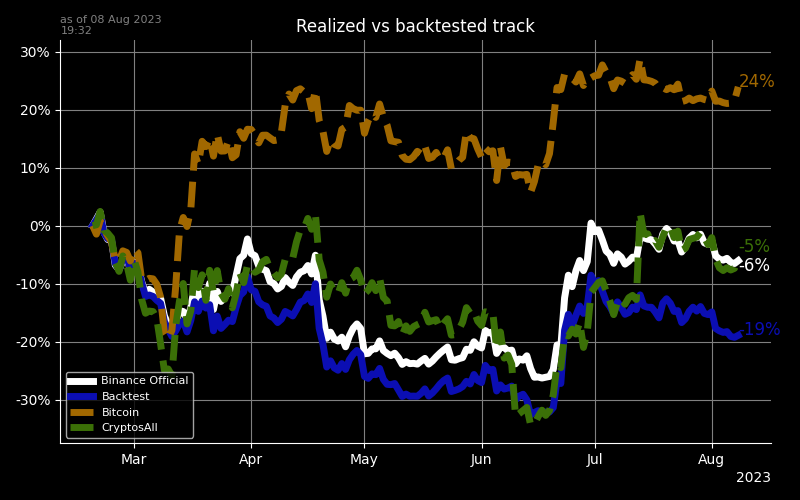 as of 08 Aug 2023
19:32
Realized vs backtested track
30%
20%
10%
0%
-10%
-20%
-30%
24%
-5%
-6%
-19%
Binance Official
Backtest
Bitcoin
CryptosAll
Mar
Apr
May
Jun
Jul
Aug
2023